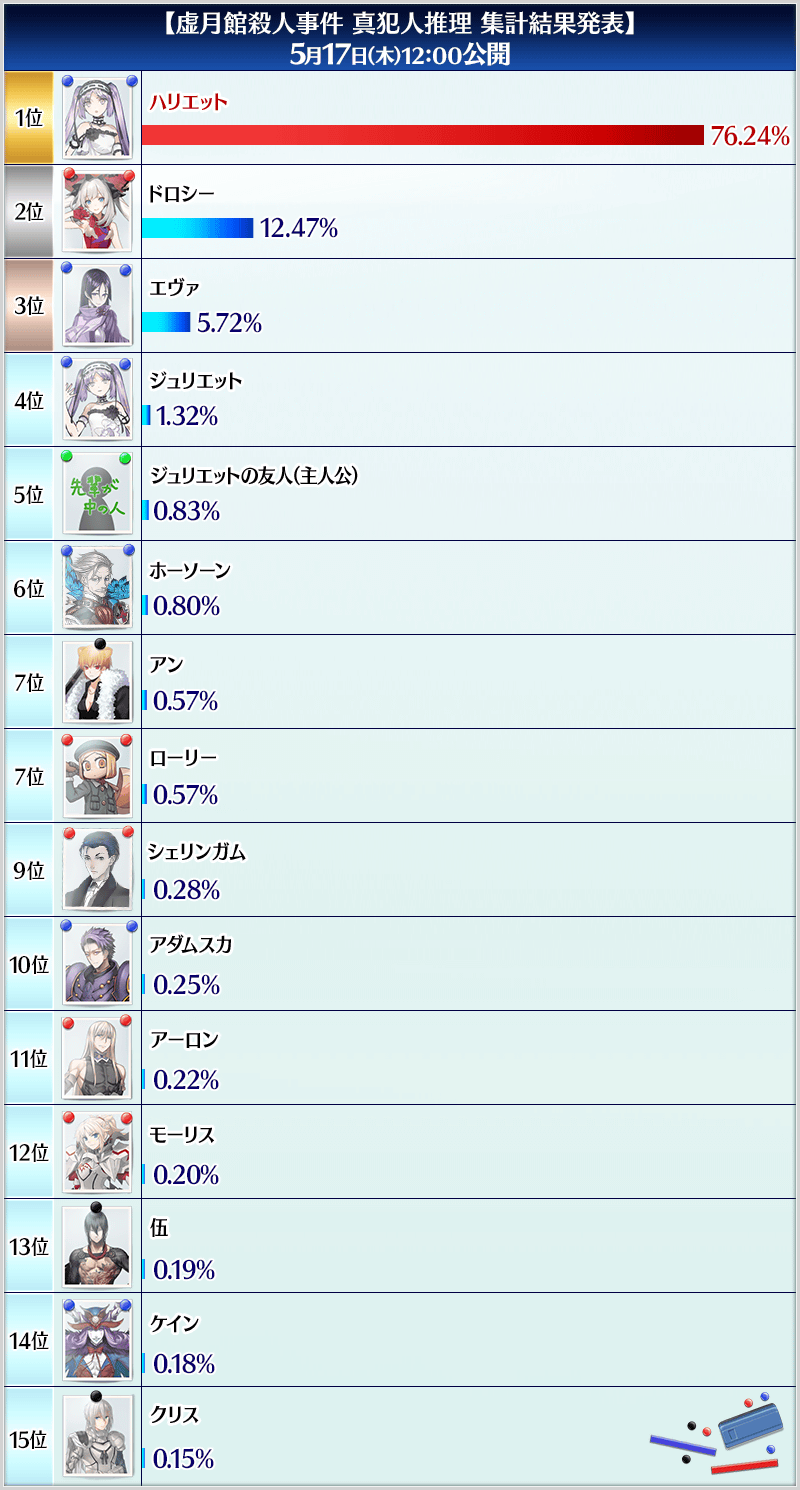 【虚月館殺人事件 真犯人推理 集計結果発表】
5月17日(木)12:00公開
1位
ハリエット
76.24%
2位
ドロシー
12.47%
3位
エヴァ
5.72%
4位
ジュリエット
1.32%
5位
先輩が
中の人
ジュリエットの友人(主人公)
0.83%
6位
ホーソーン
0.80%
7位
アン
0.57%
7位
ローリー
0.57%
9位
シェリンガム
0.28%
10位
アダムスカ
0.25%
11位
アーロン
0.22%
12位
モーリス
0.20%
13位
伍
0.19%
14位
ケイン
0.18%
15位
クリス
0.15%